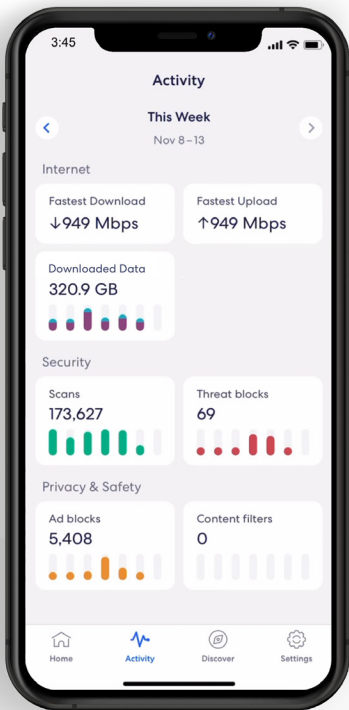 3:45
Activity
This Week
Nov 8 – 13
Internet
Fastest Download
↓949 Mbps
Fastest Upload
↑949 Mbps
Downloaded Data
320.9 GB
Security
Scans
173,627
Threat blocks
69
Privacy & Safety
Ad blocks
5,408
Content filters
0
Home
Activity
Discover
Settings